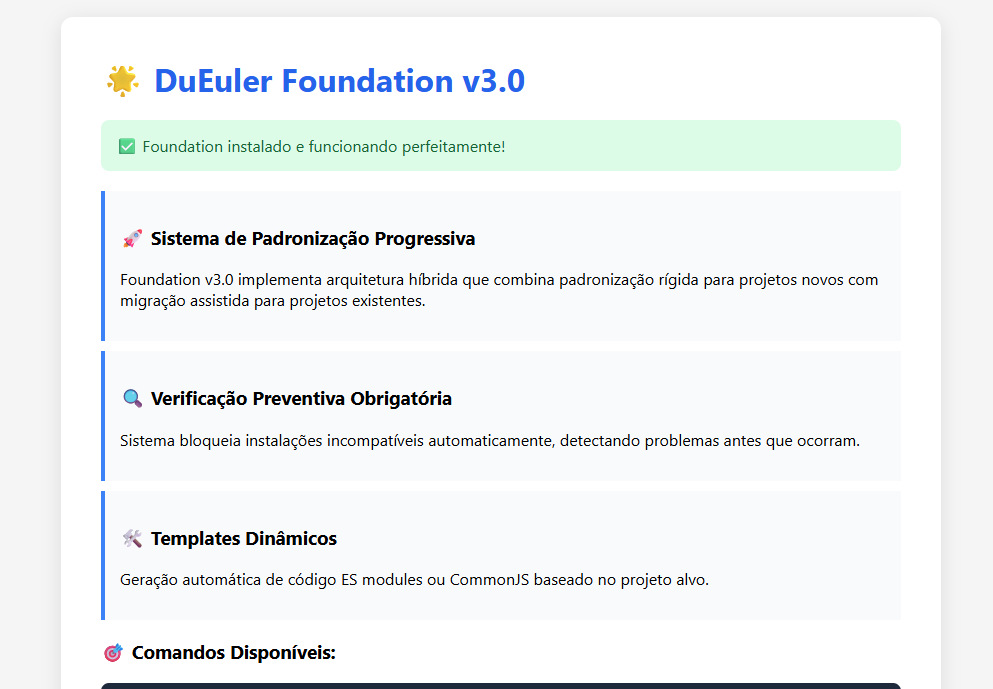 DuEuler Foundation v3.0
Foundation instalado e funcionando perfeitamente!
Sistema de Padronização Progressiva
Foundation v3.0 implementa arquitetura híbrida que combina padronização rígida para projetos novos com
migração assistida para projetos existentes.
Verificação Preventiva Obrigatória
Sistema bloqueia instalações incompatíveis automaticamente, detectando problemas antes que ocorram.
Templates Dinâmicos
Geração automática de código ES modules ou CommonJS baseado no projeto alvo.
Comandos Disponíveis: